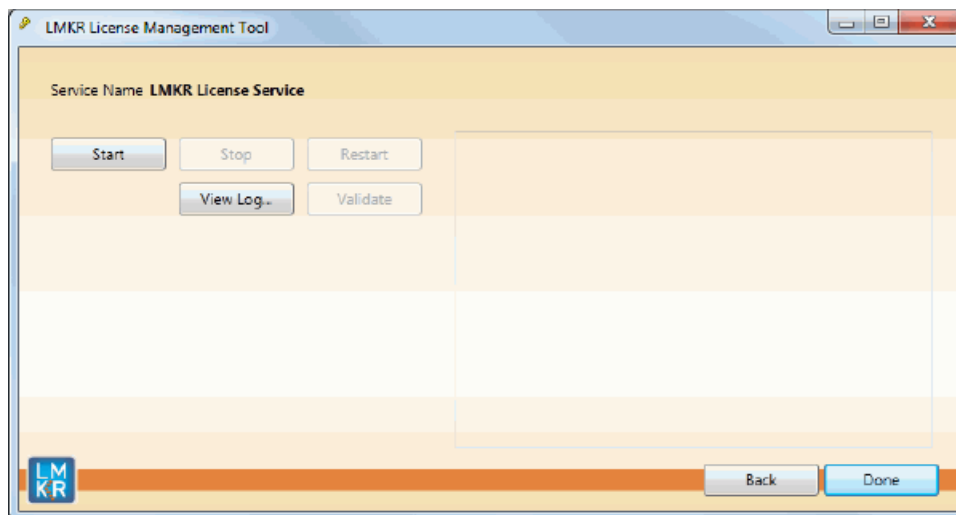 LMKR License Management Tool
Service Name LMKR License Service
Start Stop Restart
View Log... Validate
LM
KR
Back Done